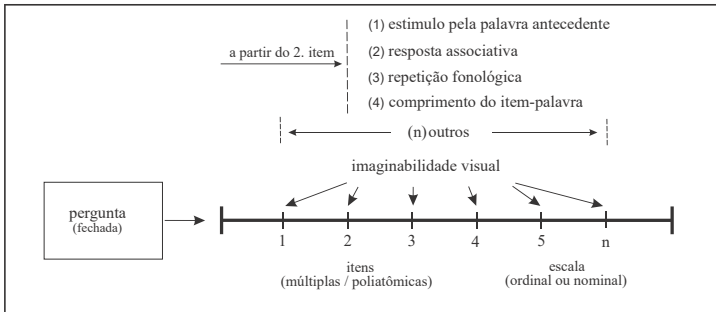 (1) estimulo pela palavra antecedente
a partir do 2. item
(2) resposta associativa
(3) repetição fonológica
(4) comprimento do item-palavra
(n) outros
imaginabilidade visual
pergunta
(fechada)
1 2 3 4 5 n
itens
(múltiplas / poliatômicas)
escala
(ordinal ou nominal)